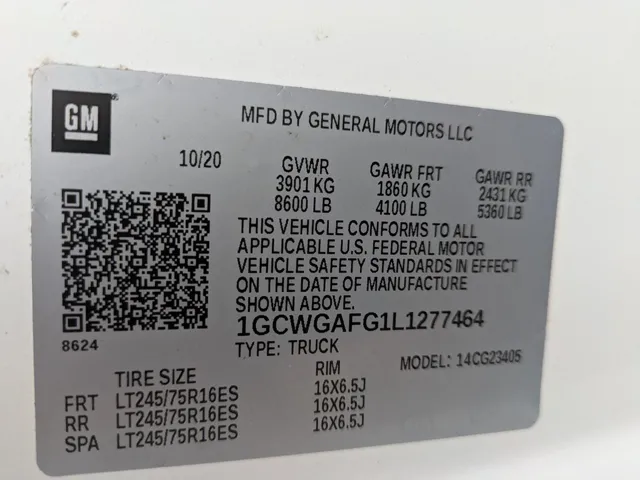 GM
MFD BY GENERAL MOTORS LLC
10/20 GVWR GAWR FRT GAWR RR
3901 KG 1860 KG 2431 KG
8600 LB 4100 LB 5360 LB
THIS VEHICLE CONFORMS TO ALL
APPLICABLE U.S. FEDERAL MOTOR
VEHICLE SAFETY STANDARDS IN EFFECT
ON THE DATE OF MANUFACTURE
SHOWN ABOVE.
1GCWGAFG1L1277464
8624
TYPE: TRUCK MODEL: 14CG23405
TIRE SIZE RIM
FRT LT245/75R16ES 16X6.5J
RR LT245/75R16ES 16X6.5J
SPA LT245/75R16ES 16X6.5J